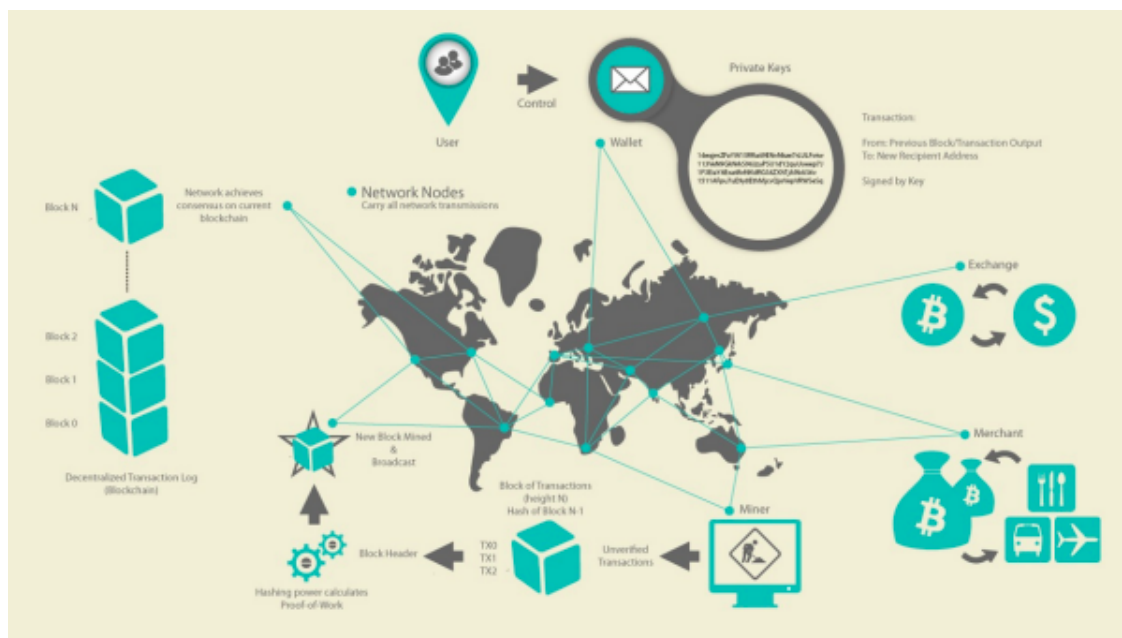 User
Control
Wallet
Private Keys
Transaction:
From: Previous Block/Transaction Output
To: New Recipient Address
Signed by Key
Network Nodes
Carry all network transmissions
Block N
Network achieves
consensus on current
blockchain
Block 2
Block 1
Block 0
Decentralized Transaction Log
(Blockchain)
Exchange
Merchant
New Block Mined
&
Broadcast
Block of Transactions
(height N)
Hash of Block N-1
Miner
Unverified
Transactions
TX0
TX1
TX2
Block Header
Hashing power calculates
Proof-of-Work